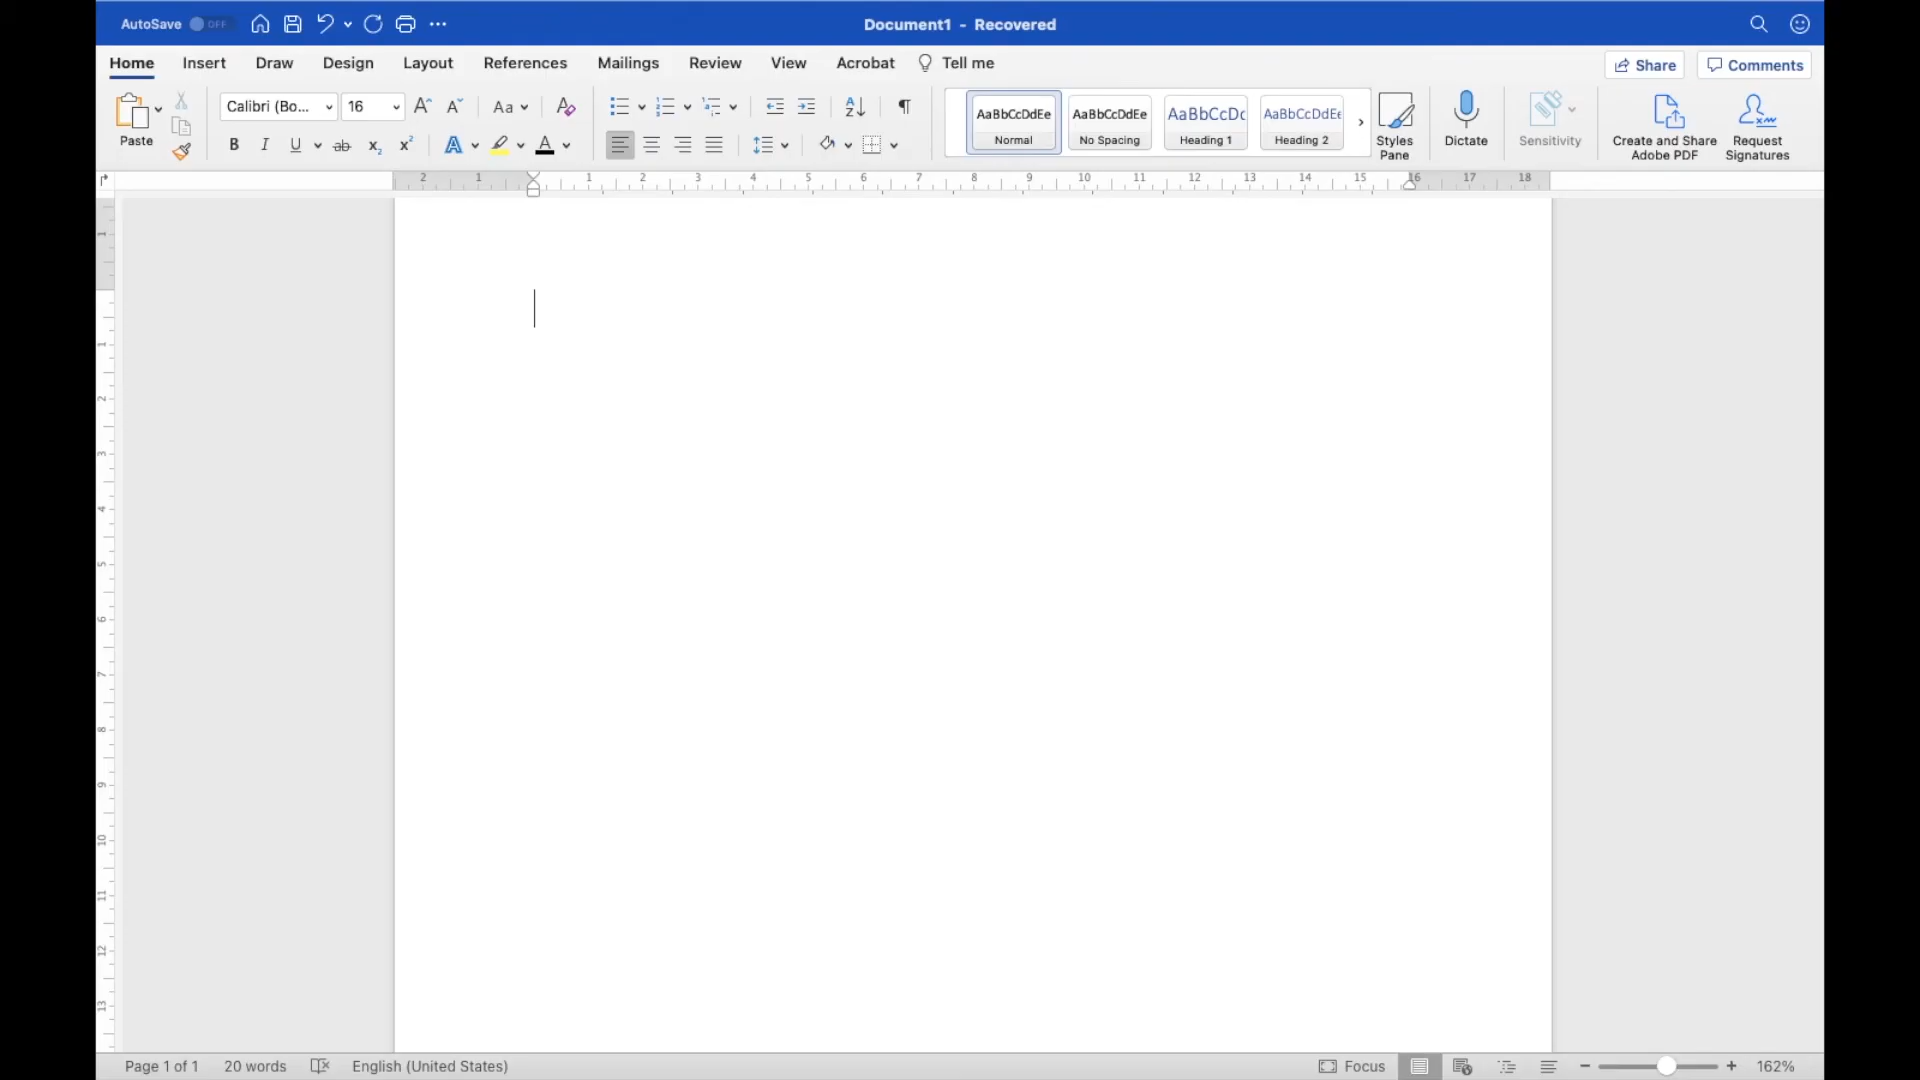 AutoSave OFF
Document1 - Recovered
Home Insert Draw Design Layout References Mailings Review View Acrobat Tell me
Share Comments
Paste
Calibri (Bo... 16
AaBbCcDdEe AaBbCcDdEe AaBbCcDc AaBbCcDdEe
Normal No Spacing Heading 1 Heading 2
Styles Pane
Dictate
Sensitivity
Create and Share Adobe PDF
Request Signatures
2 1 1 2 3 4 5 6 7 8 9 10 11 12 13 14 15 16 17 18
1 1 2 3 4 5 6 7 8 9 10 11 12 13
Page 1 of 1 20 words English (United States) Focus 162%